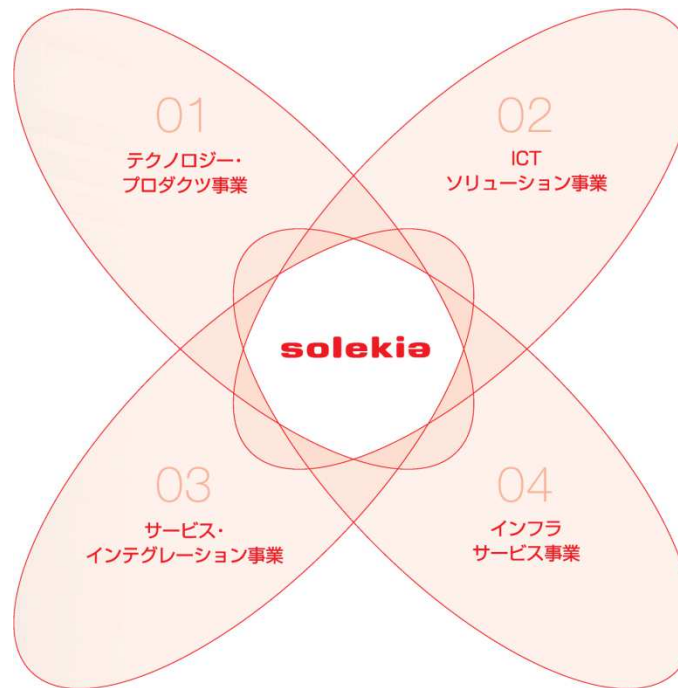 01
テクノロジー・
プロダクツ事業
02
ICT
ソリューション事業
solekia
03
サービス・
インテグレーション事業
04
インフラ
サービス事業